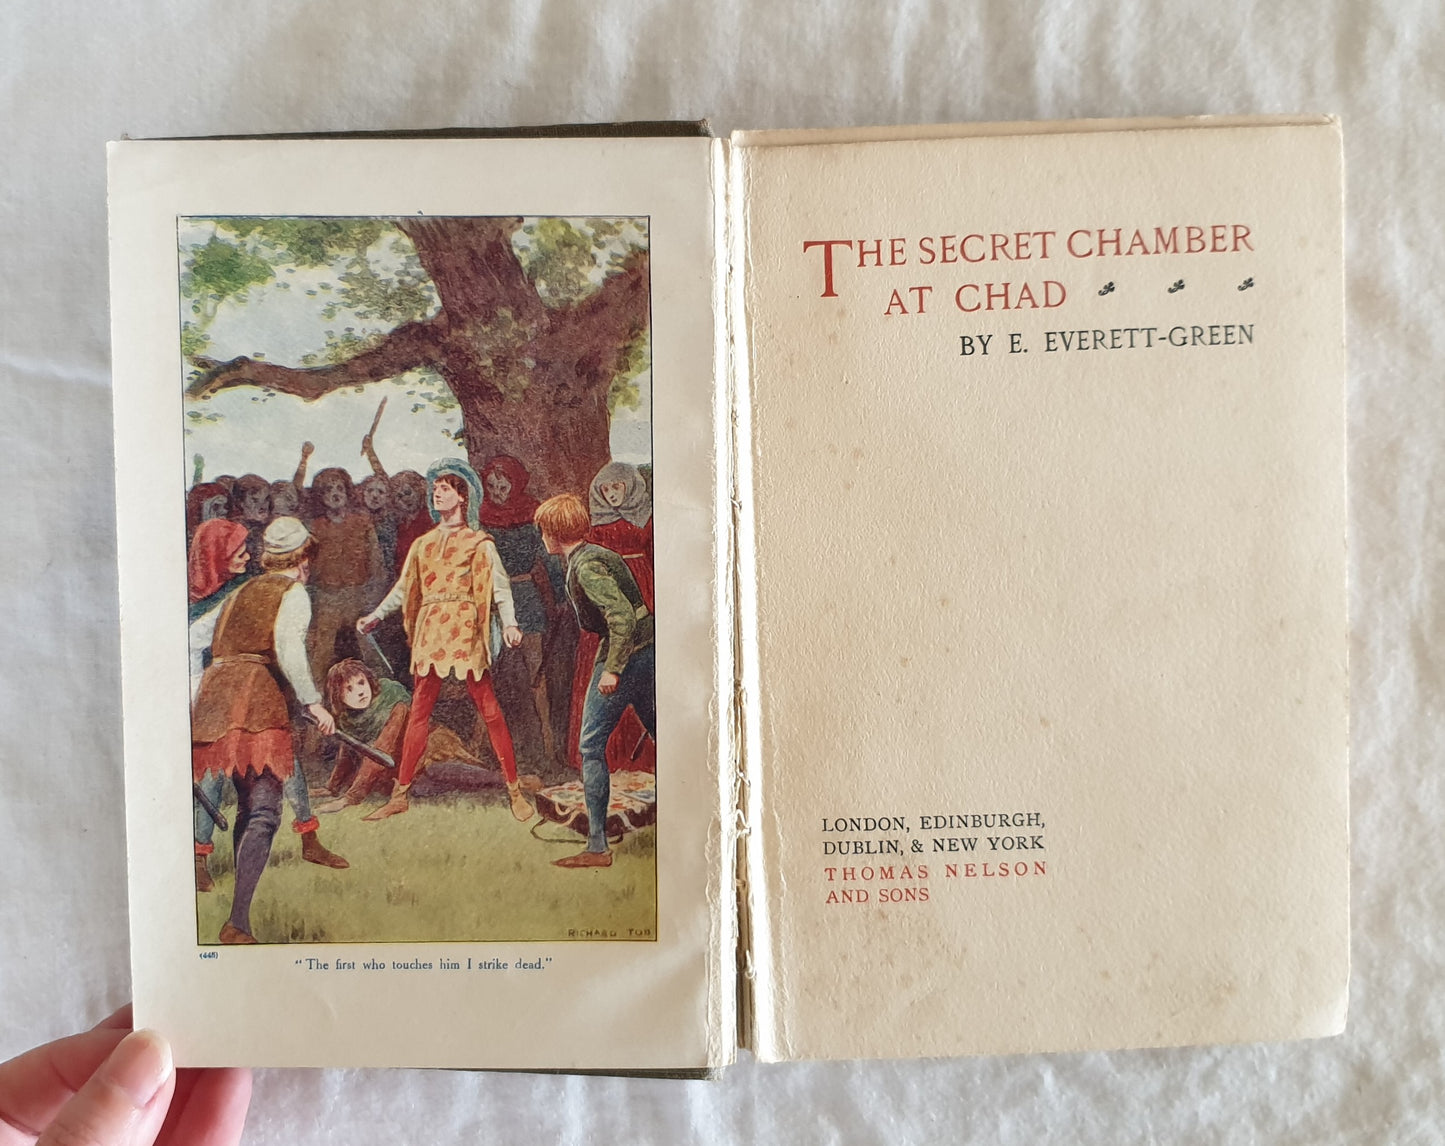 RICHARD TOD
(445)
"The first who touches him I strike dead."
THE SECRET CHAMBER
AT CHAD
BY E. EVERETT-GREEN
LONDON, EDINBURGH,
DUBLIN, & NEW YORK
THOMAS NELSON
AND SONS